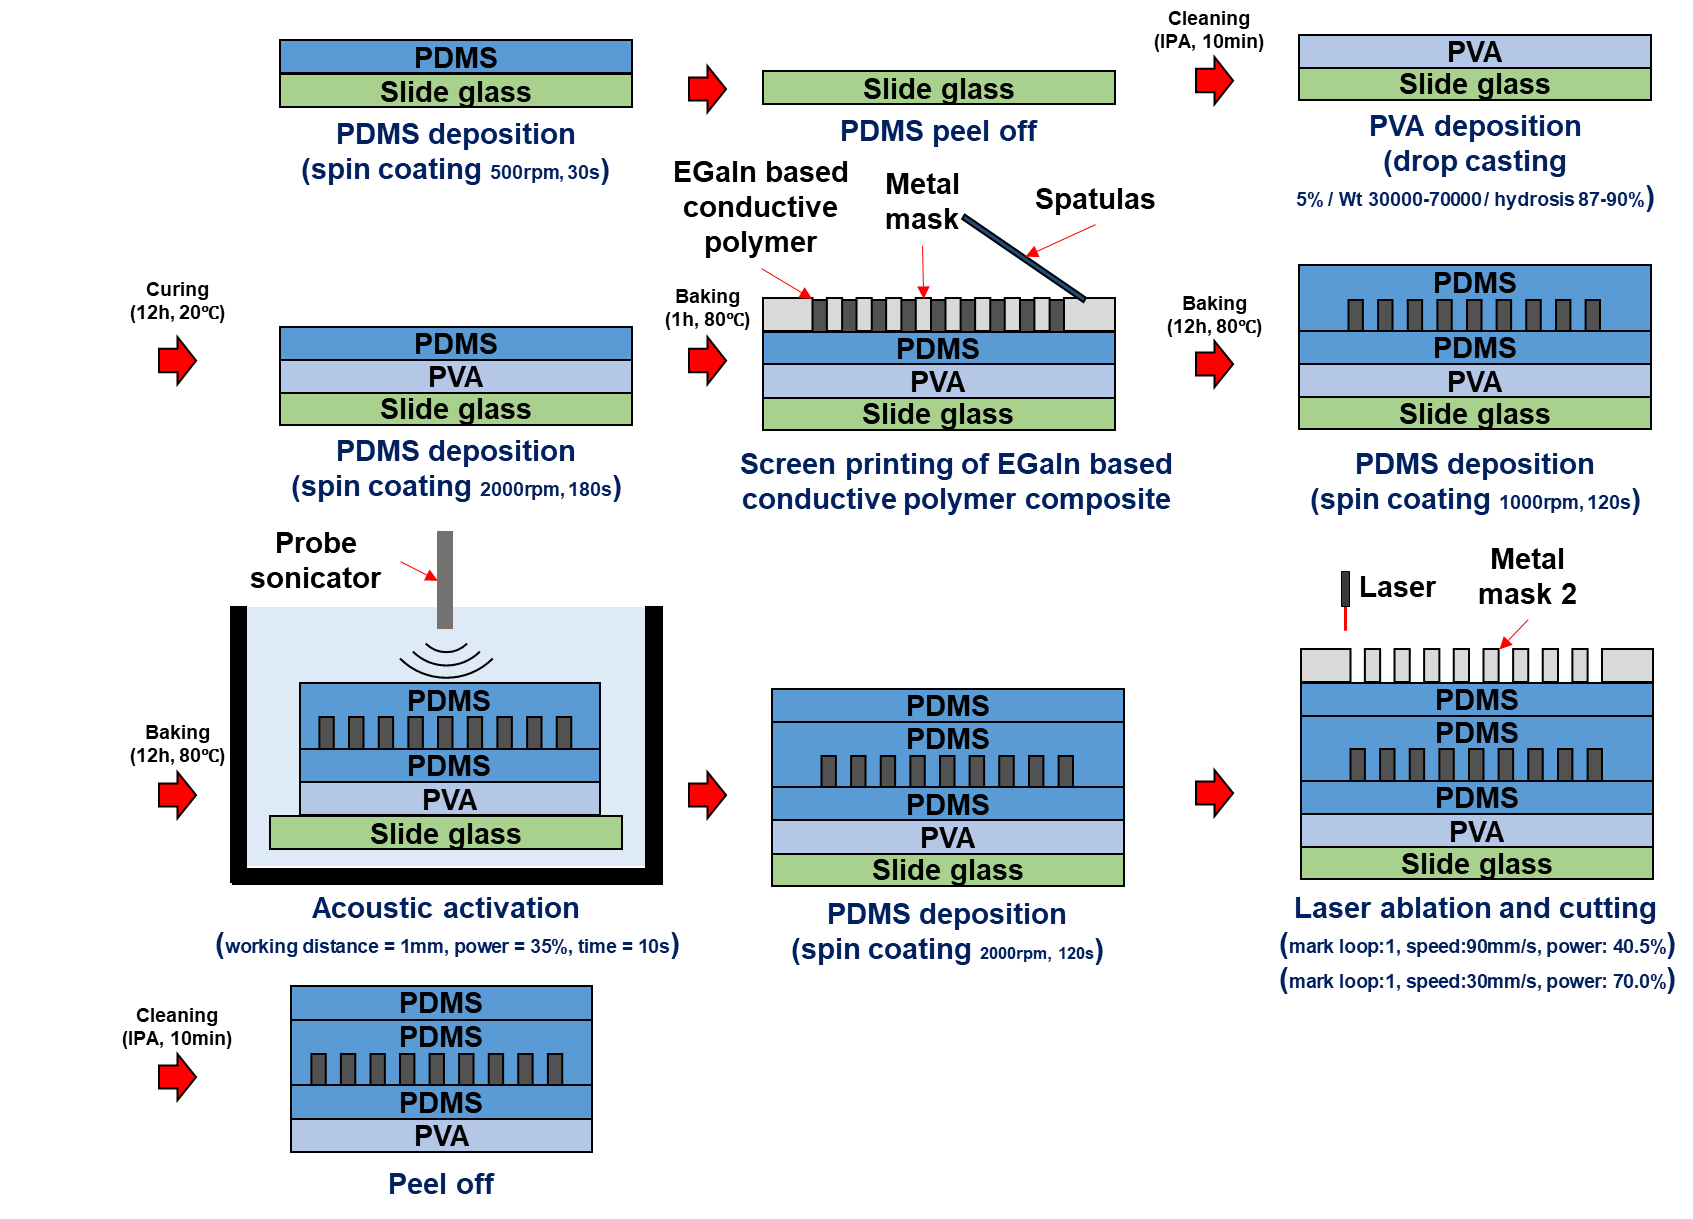 PDMS
Slide glass
PDMS deposition
(spin coating 500rpm, 30s)
Slide glass
PDMS peel off
Cleaning
(IPA, 10min)
PVA
Slide glass
PVA deposition
(drop casting
5% / Wt 30000-70000 / hydrosis 87-90%)
Curing
(12h, 20℃)
PDMS
PVA
Slide glass
PDMS deposition
(spin coating 2000rpm, 180s)
Baking
(1h, 80℃)
EGaIn based
conductive
polymer
Metal
mask
Spatulas
PDMS
PVA
Slide glass
Screen printing of EGaIn based
conductive polymer composite
Baking
(12h, 80℃)
PDMS
PDMS
PVA
Slide glass
PDMS deposition
(spin coating 1000rpm, 120s)
Baking
(12h, 80℃)
Probe
sonicator
PDMS
PDMS
PVA
Slide glass
Acoustic activation
(working distance = 1mm, power = 35%, time = 10s)
PDMS
PDMS
PDMS
PVA
Slide glass
PDMS deposition
(spin coating 2000rpm, 120s)
Laser
Metal
mask 2
PDMS
PDMS
PDMS
PVA
Slide glass
Laser ablation and cutting
(mark loop:1, speed:90mm/s, power: 40.5%)
(mark loop:1, speed:30mm/s, power: 70.0%)
Cleaning
(IPA, 10min)
PDMS
PDMS
PDMS
PVA
Peel off